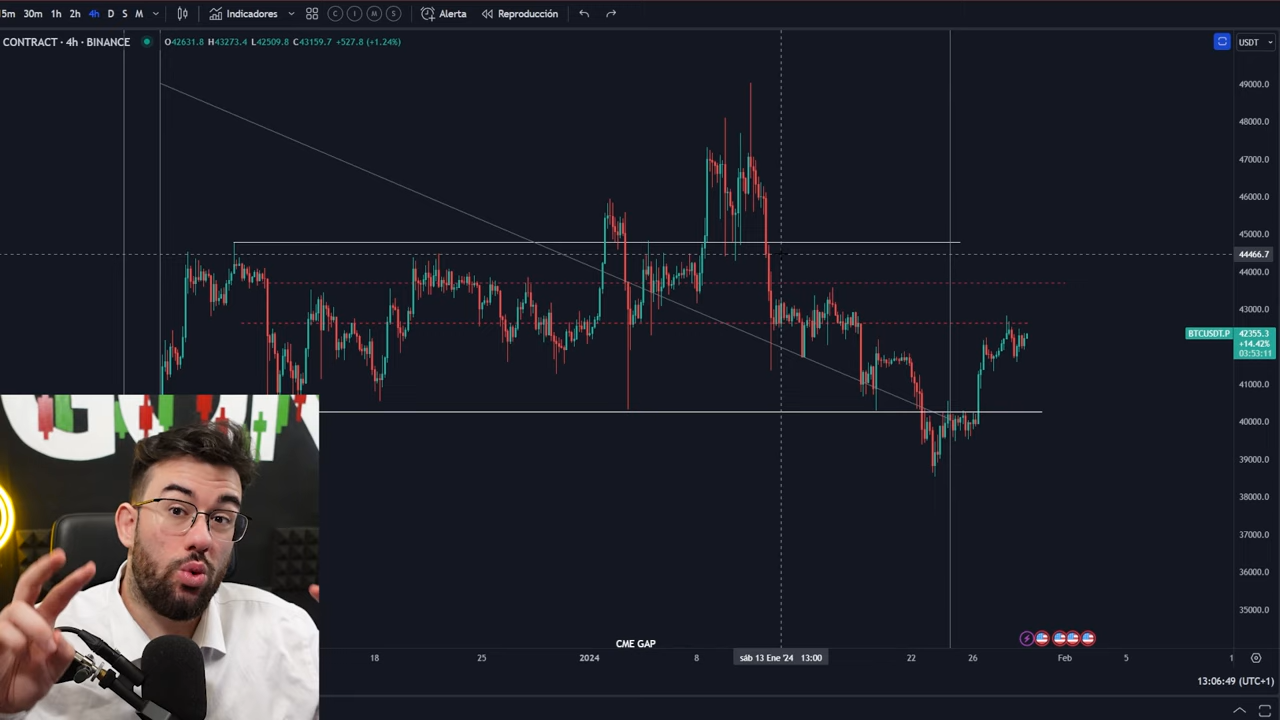 15m 30m 1h 2h 4h D S M Indicadores C I M S Alerta Reproducción
CONTRACT · 4h · BINANCE O42631.8 H43273.4 L42509.8 C43159.7 +527.8 (+1.24%)
USDT
49000.0
48000.0
47000.0
46000.0
45000.0
44466.7
44000.0
43000.0
BTCUSDT.P 42355.3
+14.42%
03:53:11
41000.0
40000.0
39000.0
38000.0
37000.0
36000.0
35000.0
CME GAP
18 25 2024 8 sáb 13 Ene '24 13:00 22 26 Feb 5 1
13:06:49 (UTC+1)